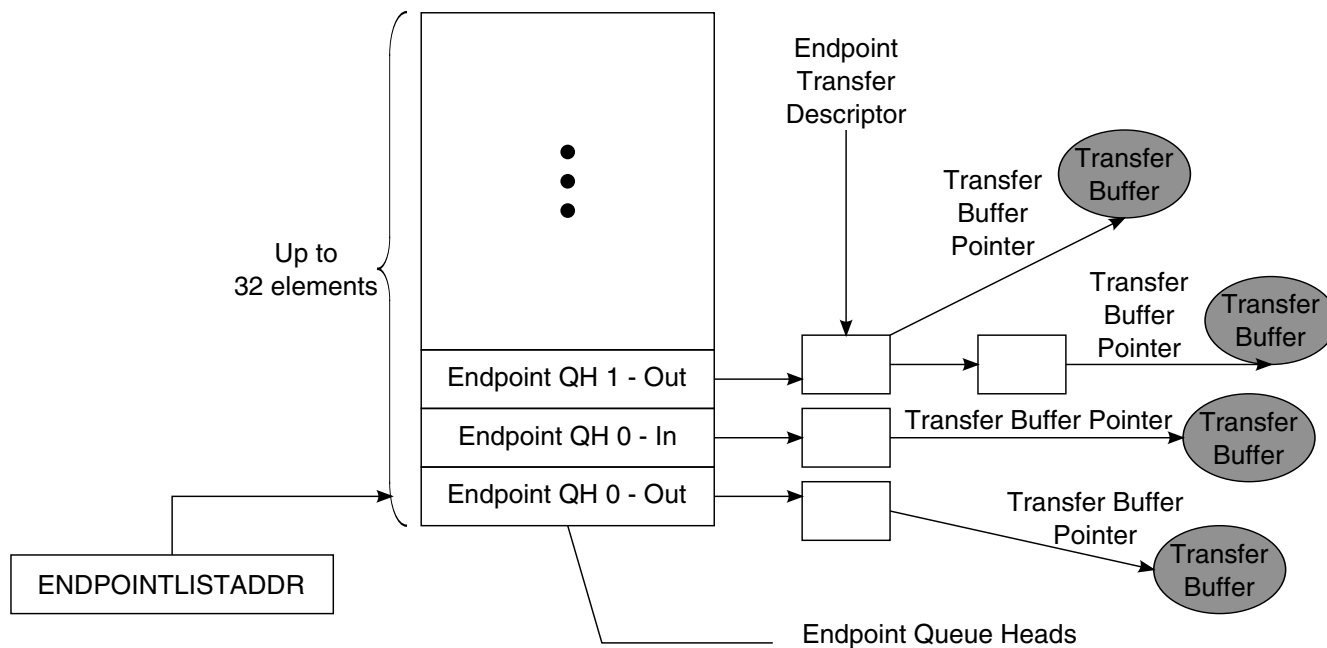 Endpoint
Transfer
Descriptor
Transfer
Buffer
Transfer
Buffer
Pointer
Up to
32 elements
Transfer
Buffer
Pointer
Transfer
Buffer
Endpoint QH 1 - Out
Endpoint QH 0 - In
Transfer Buffer Pointer
Transfer
Buffer
Endpoint QH 0 - Out
Transfer Buffer
Pointer
Transfer
Buffer
ENDPOINTLISTADDR
Endpoint Queue Heads